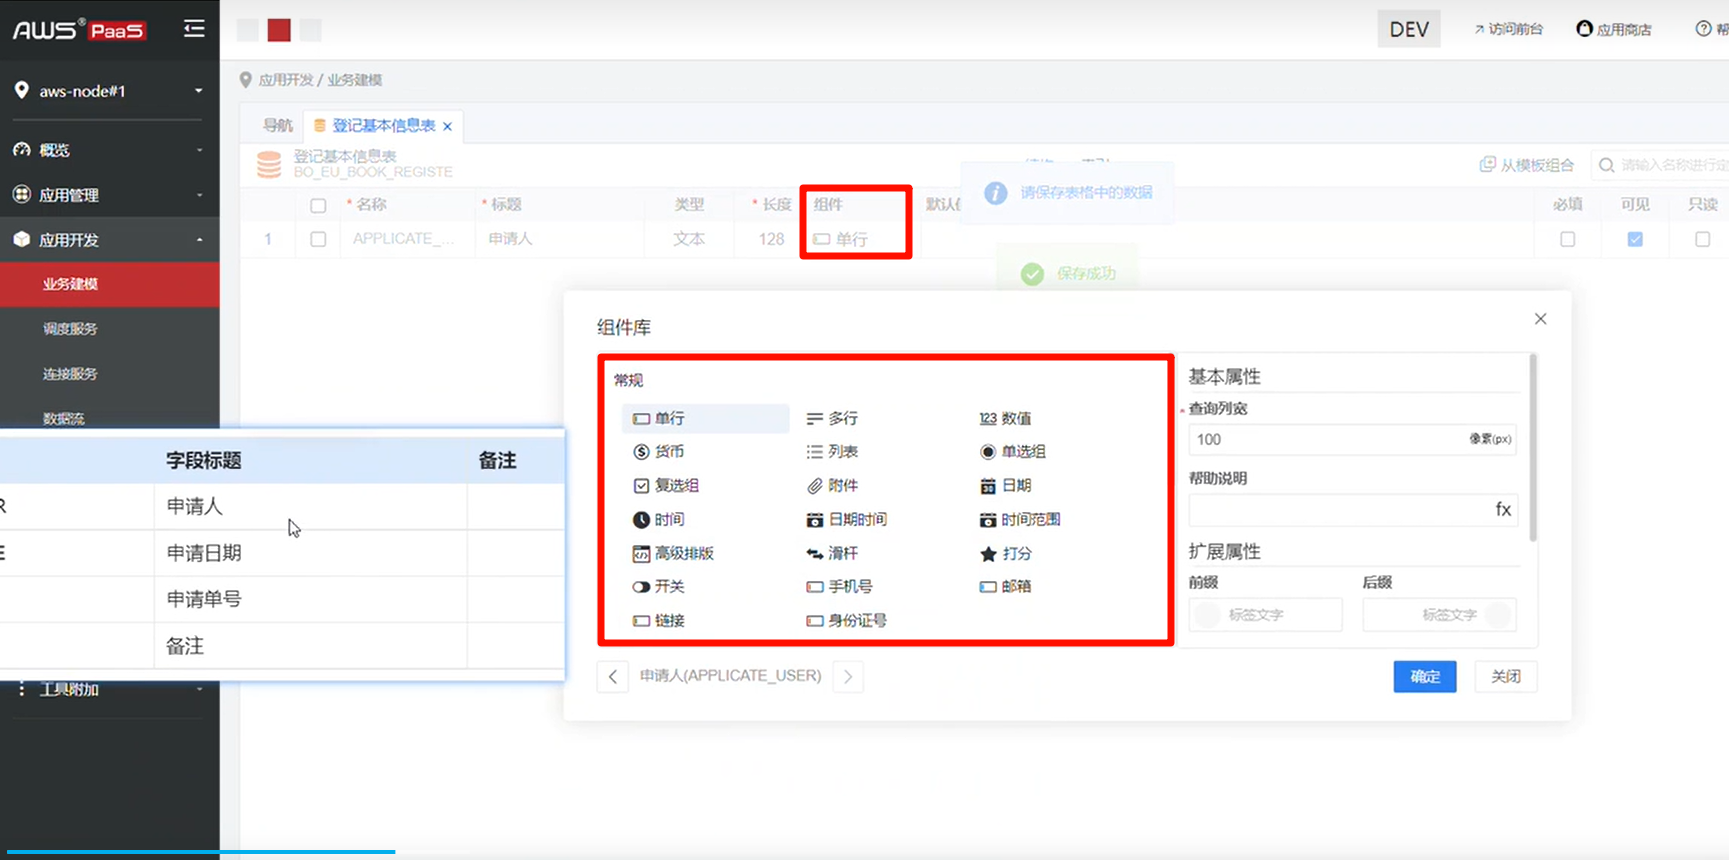 AWS® PaaS
DEV
访问前台
应用商店
aws-node#1
概览
应用管理
应用开发
业务建模
调度服务
连接服务
数据流
工具附加
应用开发 / 业务建模
导航
登记基本信息表 ×
登记基本信息表
BO_EU_BOOK_REGISTE
从模板组合
请保存表格中的数据
* 名称 * 标题 类型 * 长度 组件 必填 可见 只读
1 APPLICATE_... 申请人 文本 128 单行
保存成功
组件库
常规
单行 多行 123 数值
货币 列表 单选组
复选组 附件 日期
时间 日期时间 时间范围
高级排版 滑杆 打分
开关 手机号 邮箱
链接 身份证号
基本属性
* 查询列宽
100 像素(px)
帮助说明
fx
扩展属性
前缀 后缀
标签文字 标签文字
申请人(APPLICATE_USER)
确定 关闭
字段标题 备注
申请人
申请日期
申请单号
备注